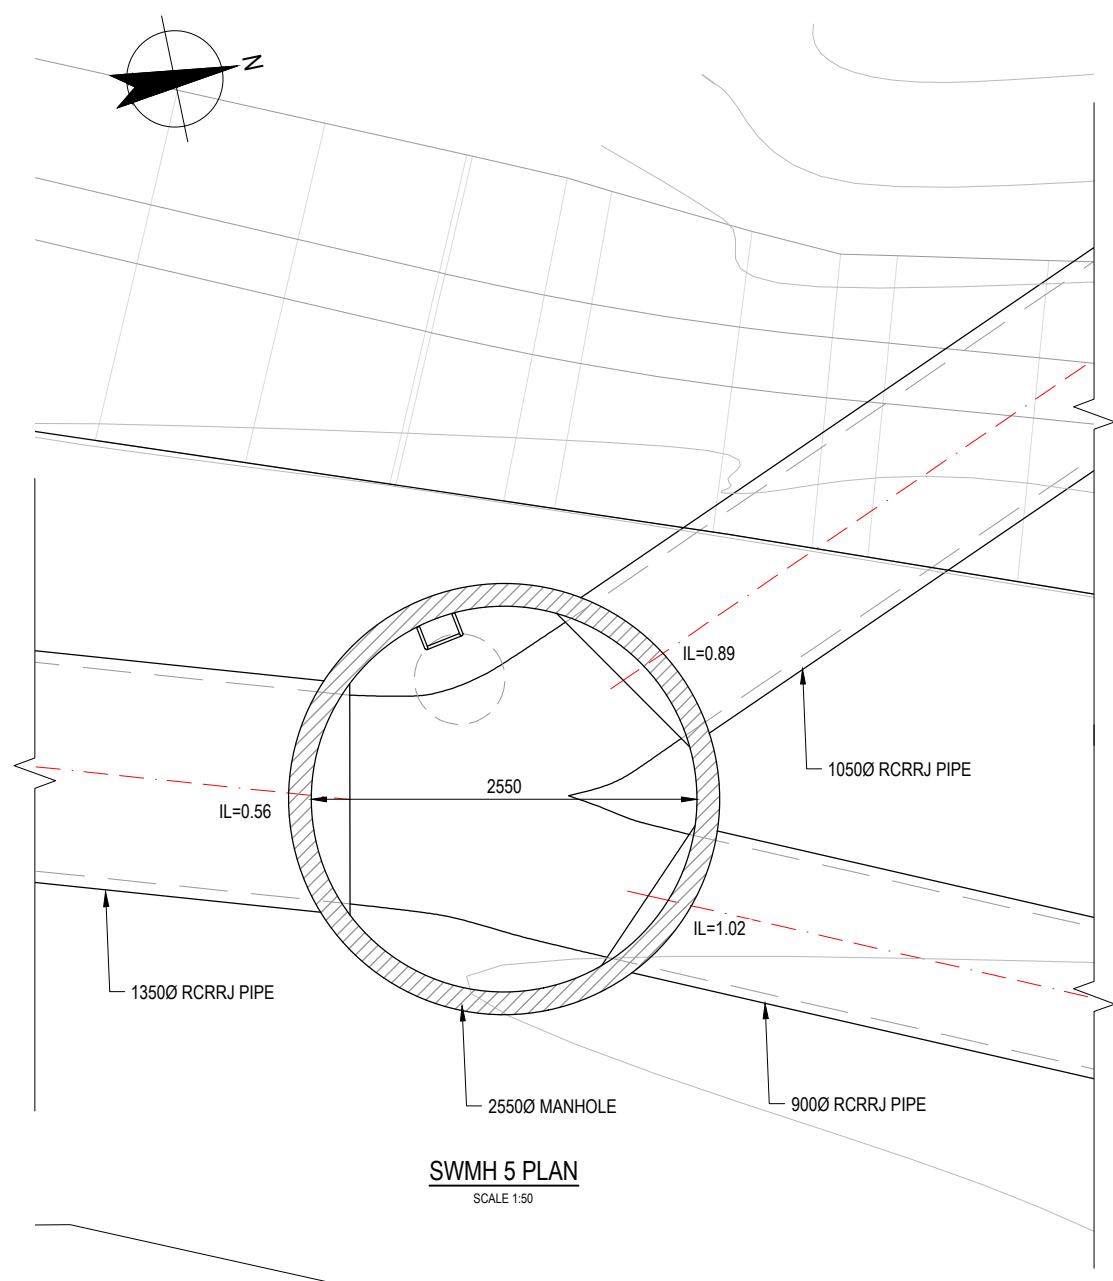 N
IL=0.89
1050Ø RCRRJ PIPE
2550
IL=0.56
IL=1.02
1350Ø RCRRJ PIPE
2550Ø MANHOLE
900Ø RCRRJ PIPE
SWMH 5 PLAN
SCALE 1:50